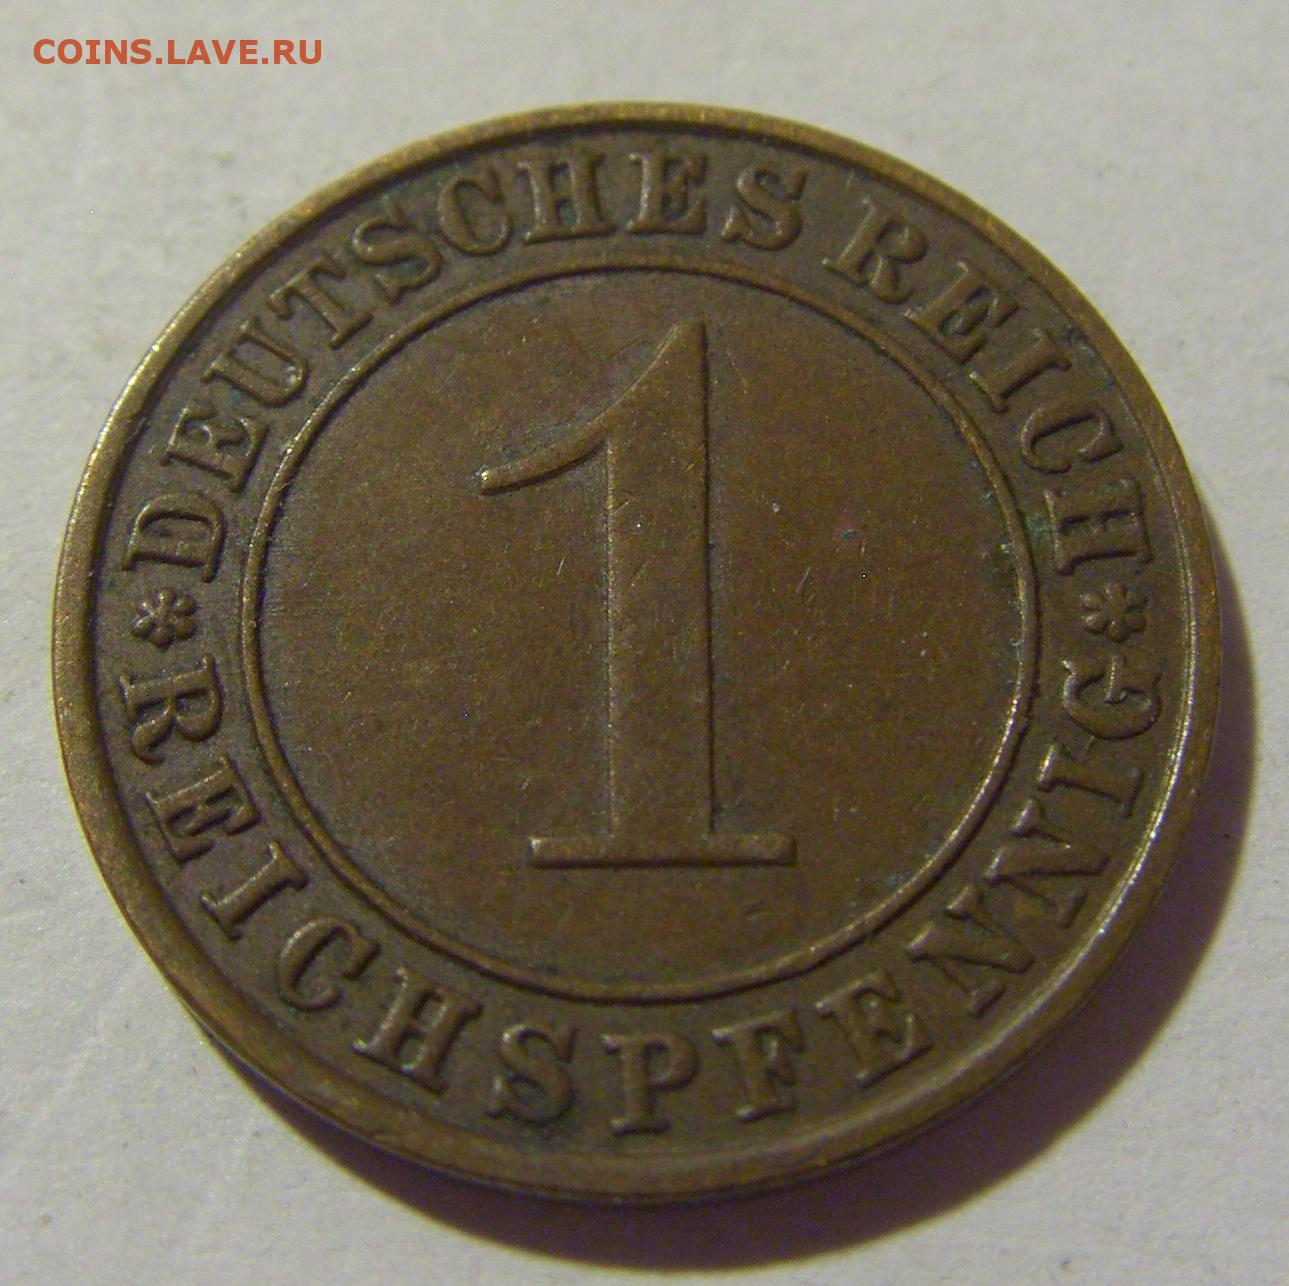 COINS.LAVE.RU
* DEUTSCHES REICH *
1
REICHSPFENNIG